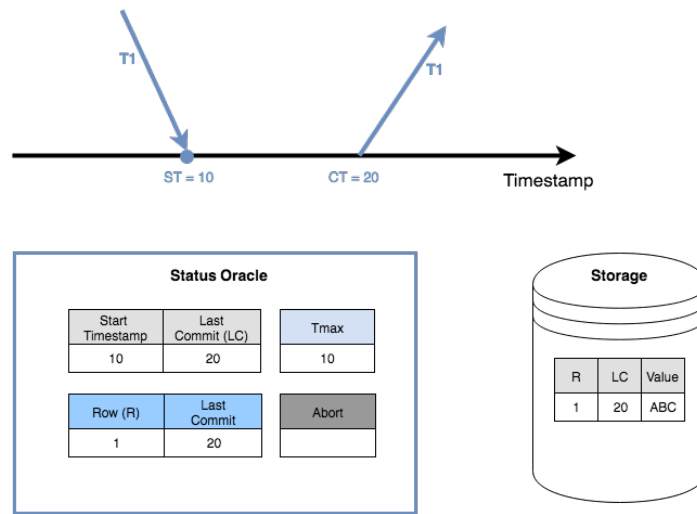 T1
T1
ST = 10
CT = 20
Timestamp
Status Oracle
Start Timestamp
Last Commit (LC)
10
20
Tmax
10
Row (R)
Last Commit
1
20
Abort
Storage
R
LC
Value
1
20
ABC